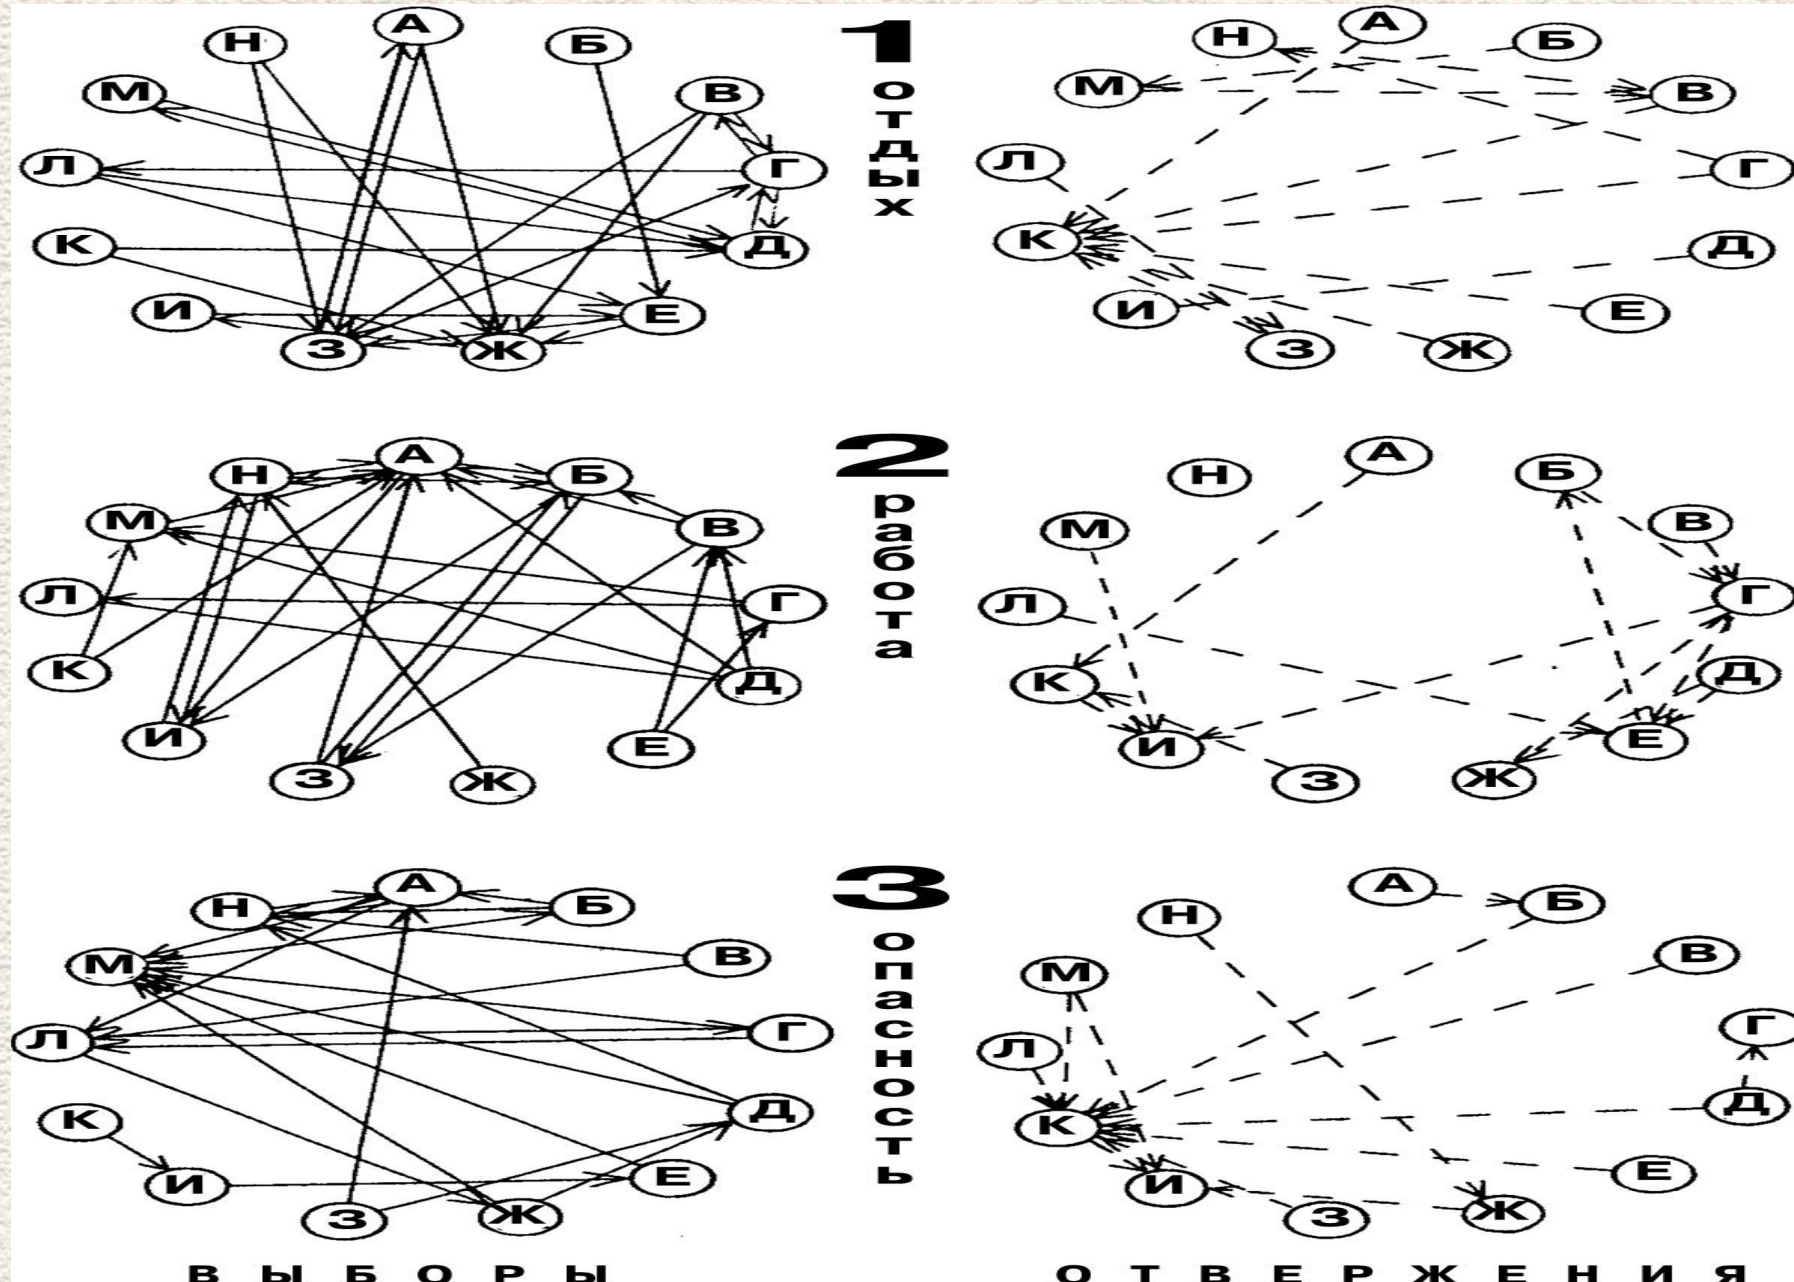 А
Н
Б
М
В
Л
Г
К
Д
И
Е
З
Ж
1
отдых
А
Н
Б
М
В
Л
Г
К
Д
И
Е
З
Ж
А
Н
Б
М
В
Л
Г
К
Д
И
Е
З
Ж
2
работа
А
Н
Б
М
В
Л
Г
К
Д
И
Е
З
Ж
А
Н
Б
М
В
Л
Г
К
Д
И
Е
З
Ж
3
опасность
А
Н
Б
М
В
Л
Г
К
Д
И
Е
З
Ж
ВЫБОРЫ
ОТВЕРЖЕНИЯ